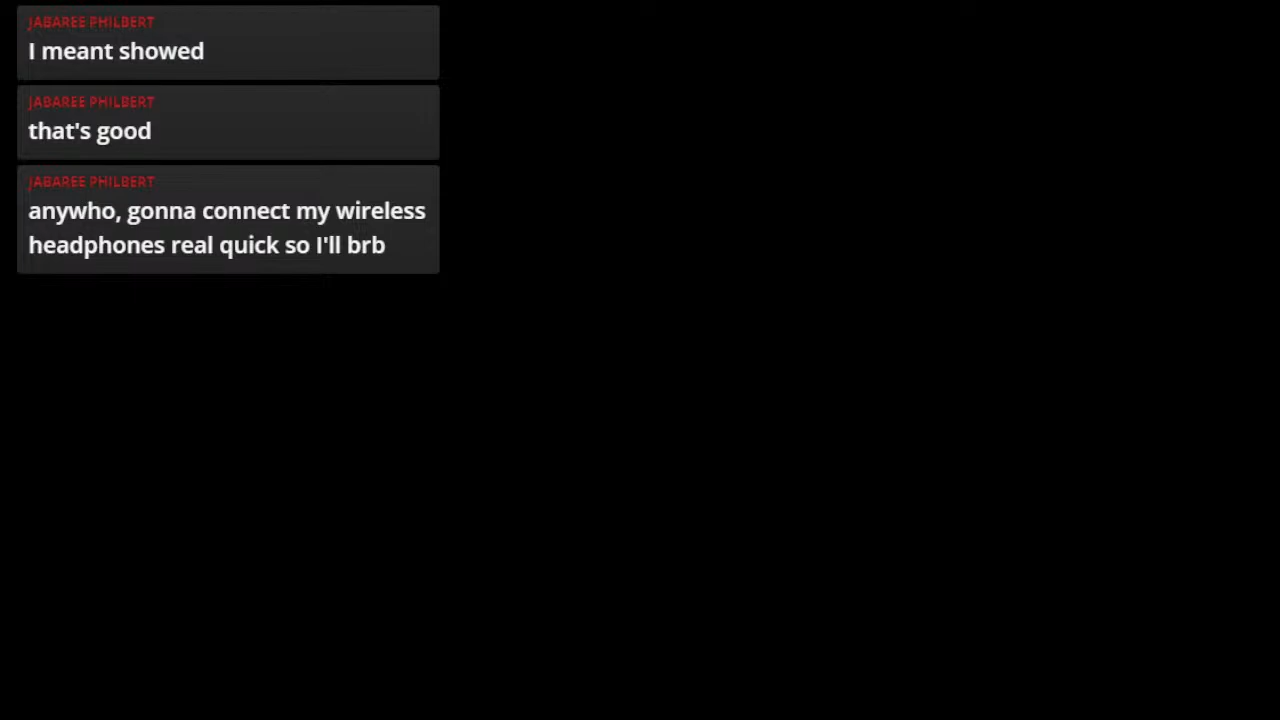 JABAREE PHILBERT
I meant showed
JABAREE PHILBERT
that's good
JABAREE PHILBERT
anywho, gonna connect my wireless
headphones real quick so I'll brb